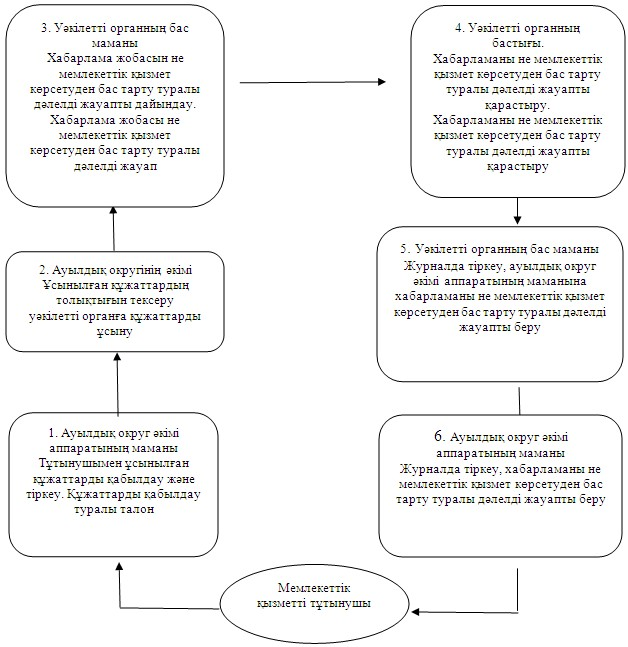 3. Уәкілетті органның бас
маманы
Хабарлама жобасын не
мемлекеттік қызмет
көрсетуден бас тарту туралы
дәлелді жауапты дайындау.
Хабарлама жобасы не
мемлекеттік қызмет
көрсетуден бас тарту туралы
дәлелді жауап
4. Уәкілетті органның
бастығы.
Хабарламаны не мемлекеттік
қызмет көрсетуден бас тарту
туралы дәлелді жауапты
қарастыру.
Хабарламаны не мемлекеттік
қызмет көрсетуден бас тарту
туралы дәлелді жауапты
қарастыру
2. Ауылдық округінің әкімі
Ұсынылған құжаттардың
толықтығын тексеру
уәкілетті органға құжаттарды
ұсыну
5. Уәкілетті органның бас маманы
Журналда тіркеу, ауылдық округ
әкімі аппаратының маманына
хабарламаны не мемлекеттік қызмет
көрсетуден бас тарту туралы дәлелді
жауапты беру
1. Ауылдық округ әкімі
аппаратының маманы
Тұтынушымен ұсынылған
құжаттарды қабылдау және
тіркеу. Құжаттарды қабылдау
туралы талон
6. Ауылдық округ әкімі
аппаратының маманы
Журналда тіркеу, хабарламаны не
мемлекеттік қызмет көрсетуден бас
тарту туралы дәлелді жауапты беру
Мемлекеттік
қызметті тұтынушы